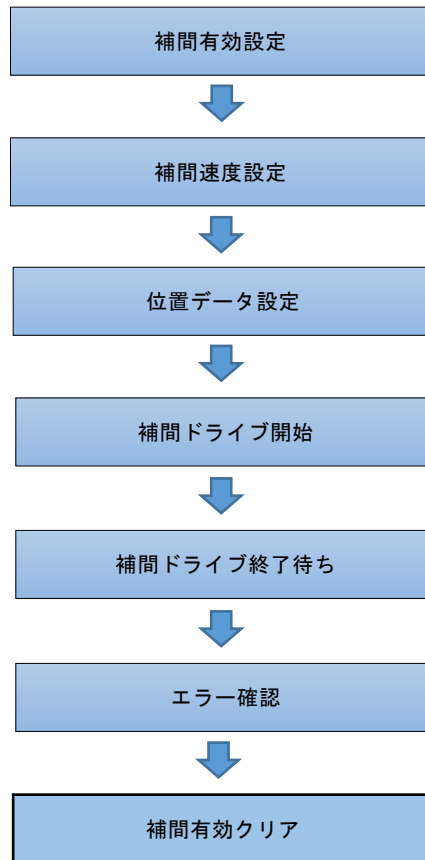 補間有効設定
補間速度設定
位置データ設定
補間ドライブ開始
補間ドライブ終了待ち
エラー確認
補間有効クリア